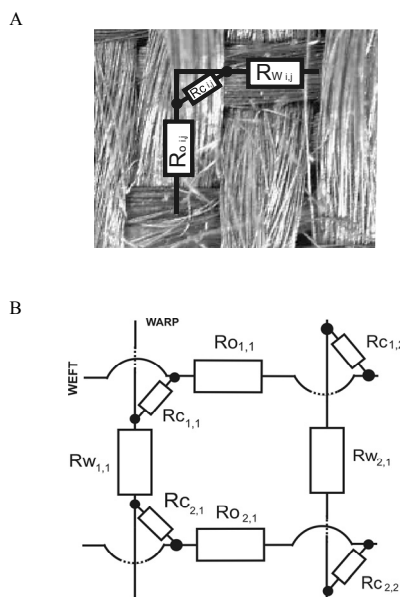 A
Rc i,j
Rw i,j
Ro i,j
B
WARP
WEFT
Ro1,1
Rc1,2
Rc1,1
Rw1,1
Rw2,1
Rc2,1
Ro2,1
Rc2,2